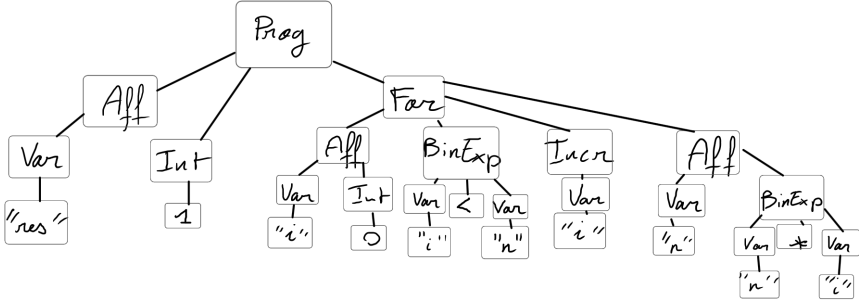 Prog
Aff
For
Var
Int
Aff
BinExp
Incr
Aff
"res"
1
Var
Int
Var
<
Var
Var
Var
BinExp
"i"
0
"i"
"n"
"i"
"n"
Var
*
Var
"n"
"i"